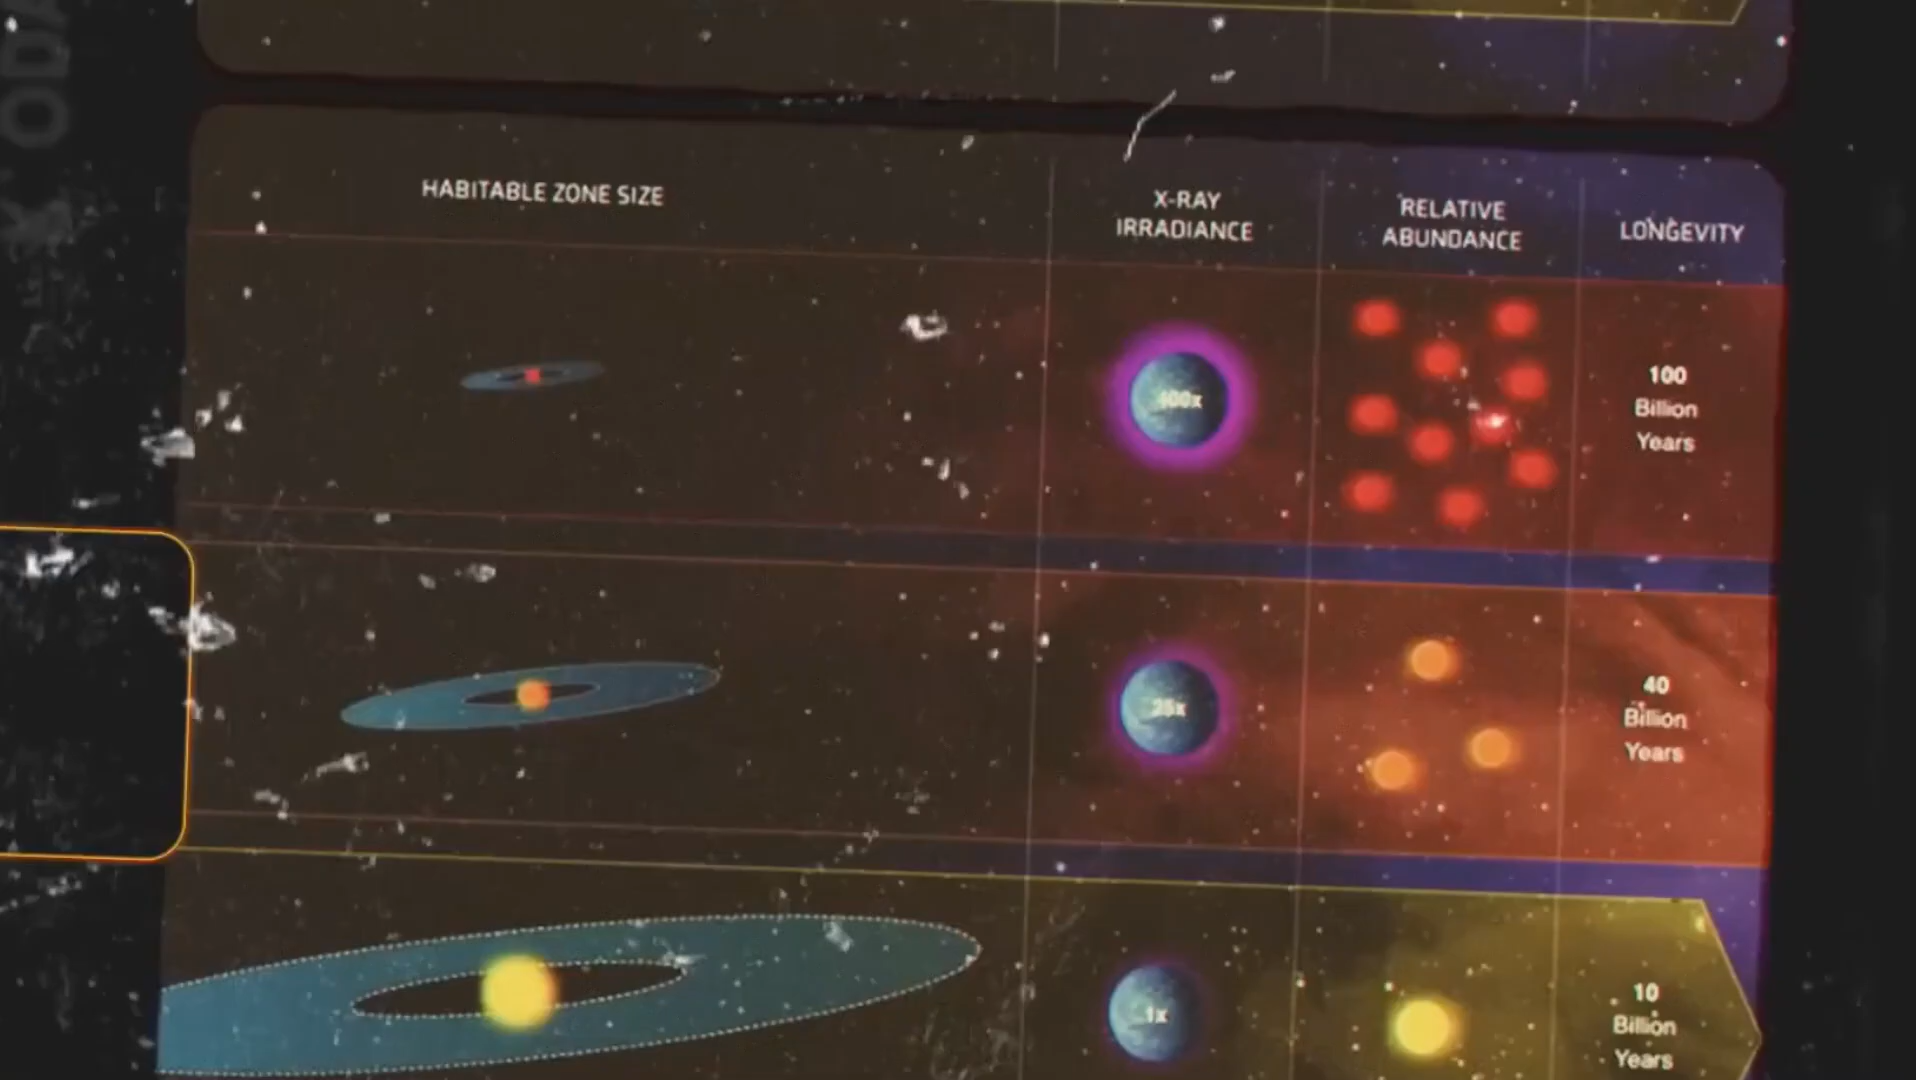 HABITABLE ZONE SIZE
X-RAY
IRRADIANCE
RELATIVE
ABUNDANCE
LONGEVITY
400x
100
Billion
Years
25x
40
Billion
Years
1x
10
Billion
Years